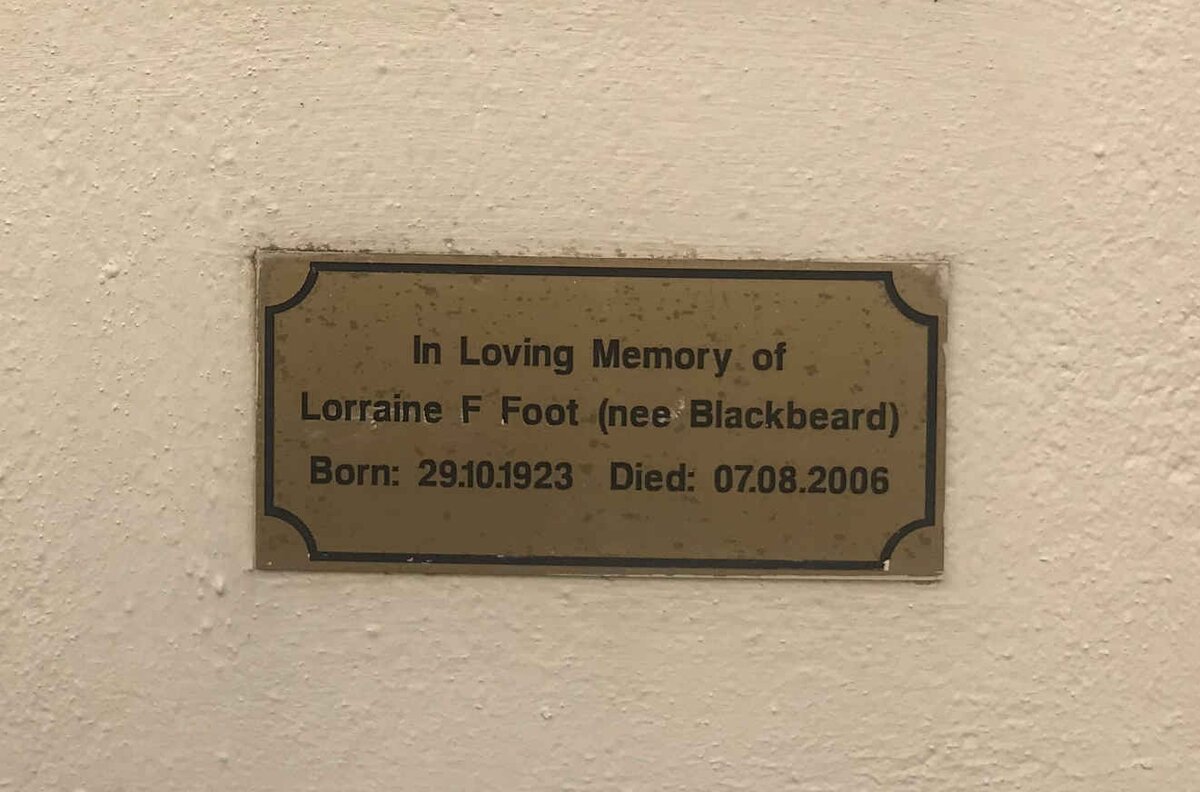 In Loving Memory of
Lorraine F Foot (nee Blackbeard)
Born: 29.10.1923 Died: 07.08.2006